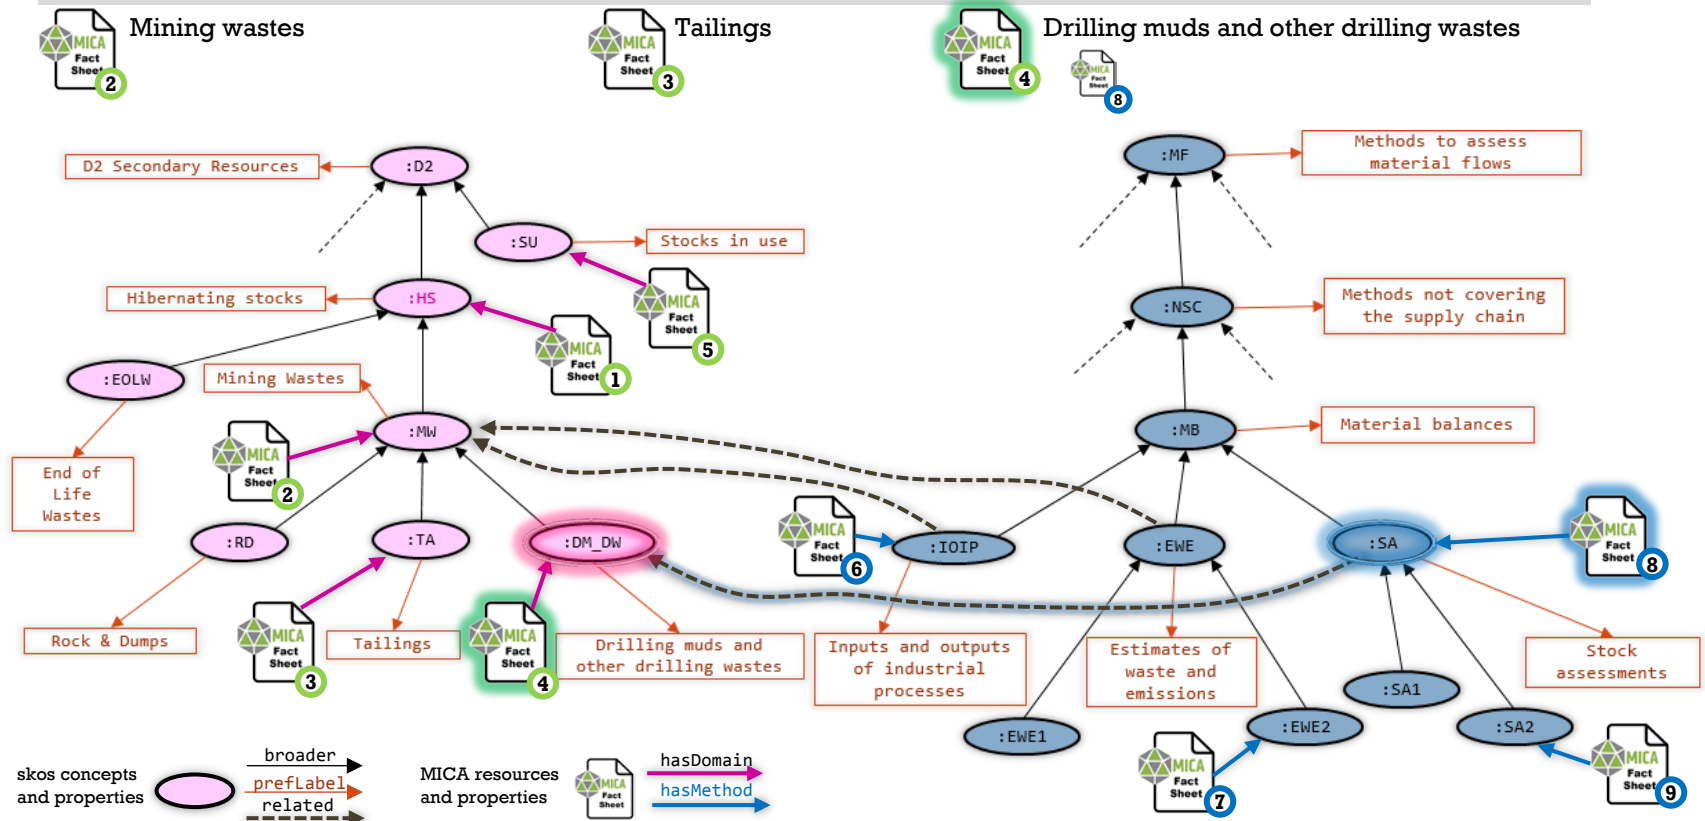 Mining wastes
Tailings
Drilling muds and other drilling wastes
MICA
Fact
Sheet
2
MICA
Fact
Sheet
3
MICA
Fact
Sheet
4
MICA
Fact
Sheet
8
D2 Secondary Resources
:D2
:SU
Stocks in use
Hibernating stocks
:HS
MICA
Fact
Sheet
5
MICA
Fact
Sheet
1
:EOLW
Mining Wastes
:MW
MICA
Fact
Sheet
2
End of
Life
Wastes
:RD
:TA
:DM_DW
Rock & Dumps
MICA
Fact
Sheet
3
Tailings
MICA
Fact
Sheet
4
Drilling muds and
other drilling wastes
:MF
Methods to assess
material flows
:NSC
Methods not covering
the supply chain
:MB
Material balances
MICA
Fact
Sheet
6
:IOIP
:EWE
:SA
MICA
Fact
Sheet
8
Inputs and outputs
of industrial
processes
Estimates of
waste and
emissions
Stock
assessments
:SA1
:EWE1
:EWE2
:SA2
MICA
Fact
Sheet
7
MICA
Fact
Sheet
9
skos concepts
and properties
broader
prefLabel
related
MICA resources
and properties
MICA
Fact
Sheet
hasDomain
hasMethod